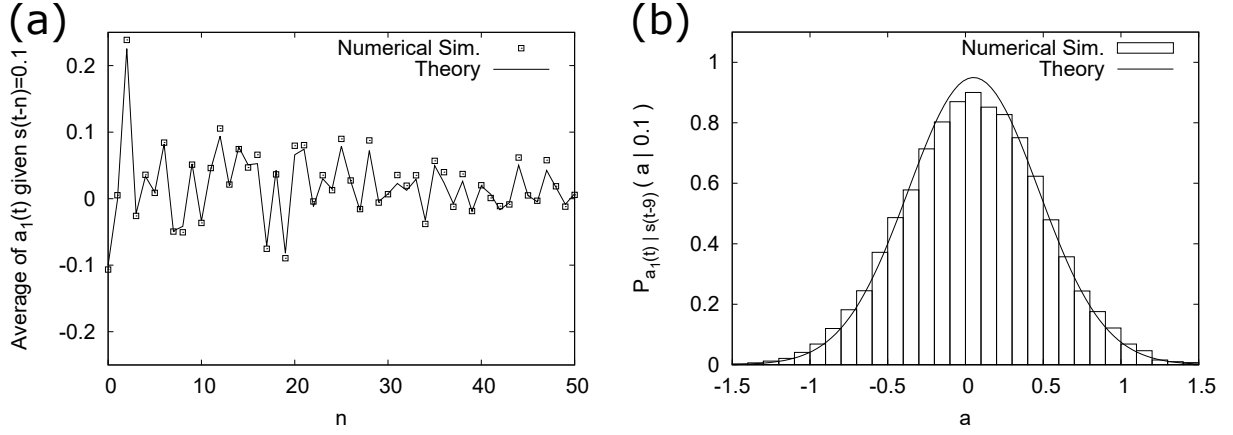 (a)
Average of a1(t) given s(t-n)=0.1
0.2
0.1
0
-0.1
-0.2
Numerical Sim.
Theory
0
10
20
30
40
50
n
(b)
P a1(t) | s(t-9) ( a | 0.1 )
1
0.8
0.6
0.4
0.2
0
Numerical Sim.
Theory
-1.5
-1
-0.5
0
0.5
1
1.5
a